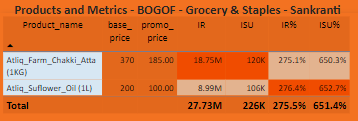 Products and Metrics - BOGOF - Grocery & Staples - Sankranti
Product_name base_price promo_price IR ISU IR% ISU%
Atliq_Farm_Chakki_Atta (1KG) 370 185.00 18.75M 120K 275.1% 650.3%
Atliq_Suflower_Oil (1L) 200 100.00 8.99M 106K 276.4% 652.7%
Total 27.73M 226K 275.5% 651.4%